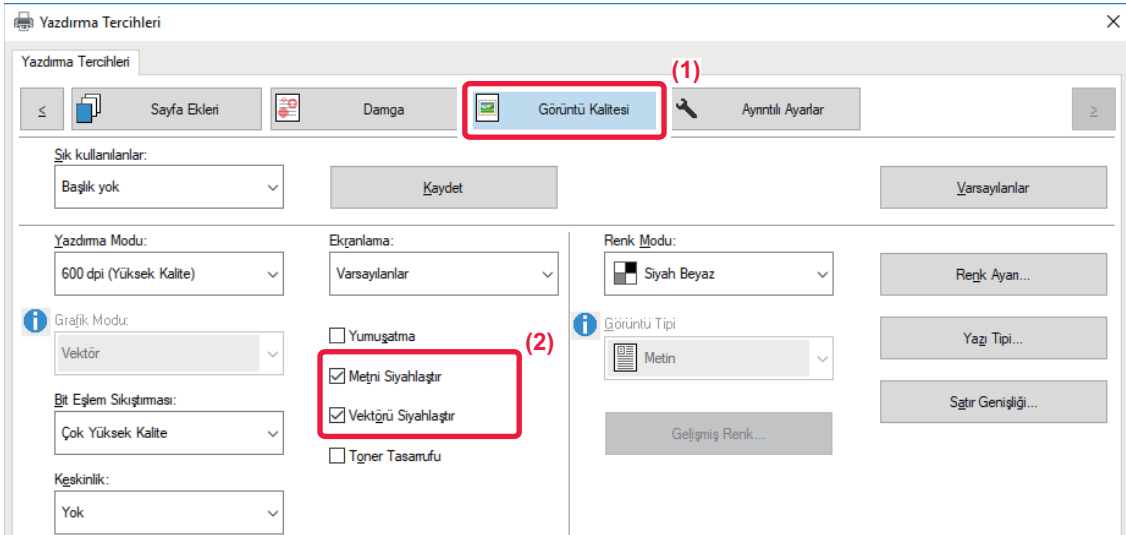 Yazdırma Tercihleri
Yazdırma Tercihleri
(1)
< Sayfa Ekleri Damga Görüntü Kalitesi Ayrıntılı Ayarlar >
Sık kullanılanlar:
Başlık yok Kaydet Varsayılanlar
Yazdırma Modu: Ekranlama: Renk Modu:
600 dpi (Yüksek Kalite) Varsayılanlar Siyah Beyaz Renk Ayarı...
Grafik Modu: Yumuşatma (2) Görüntü Tipi Yazı Tipi...
Vektör Metni Siyahlaştır Metin
Bit Eşlem Sıkıştırması: Vektörü Siyahlaştır Satır Genişliği...
Çok Yüksek Kalite Toner Tasarrufu Gelişmiş Renk...
Keskinlik:
Yok